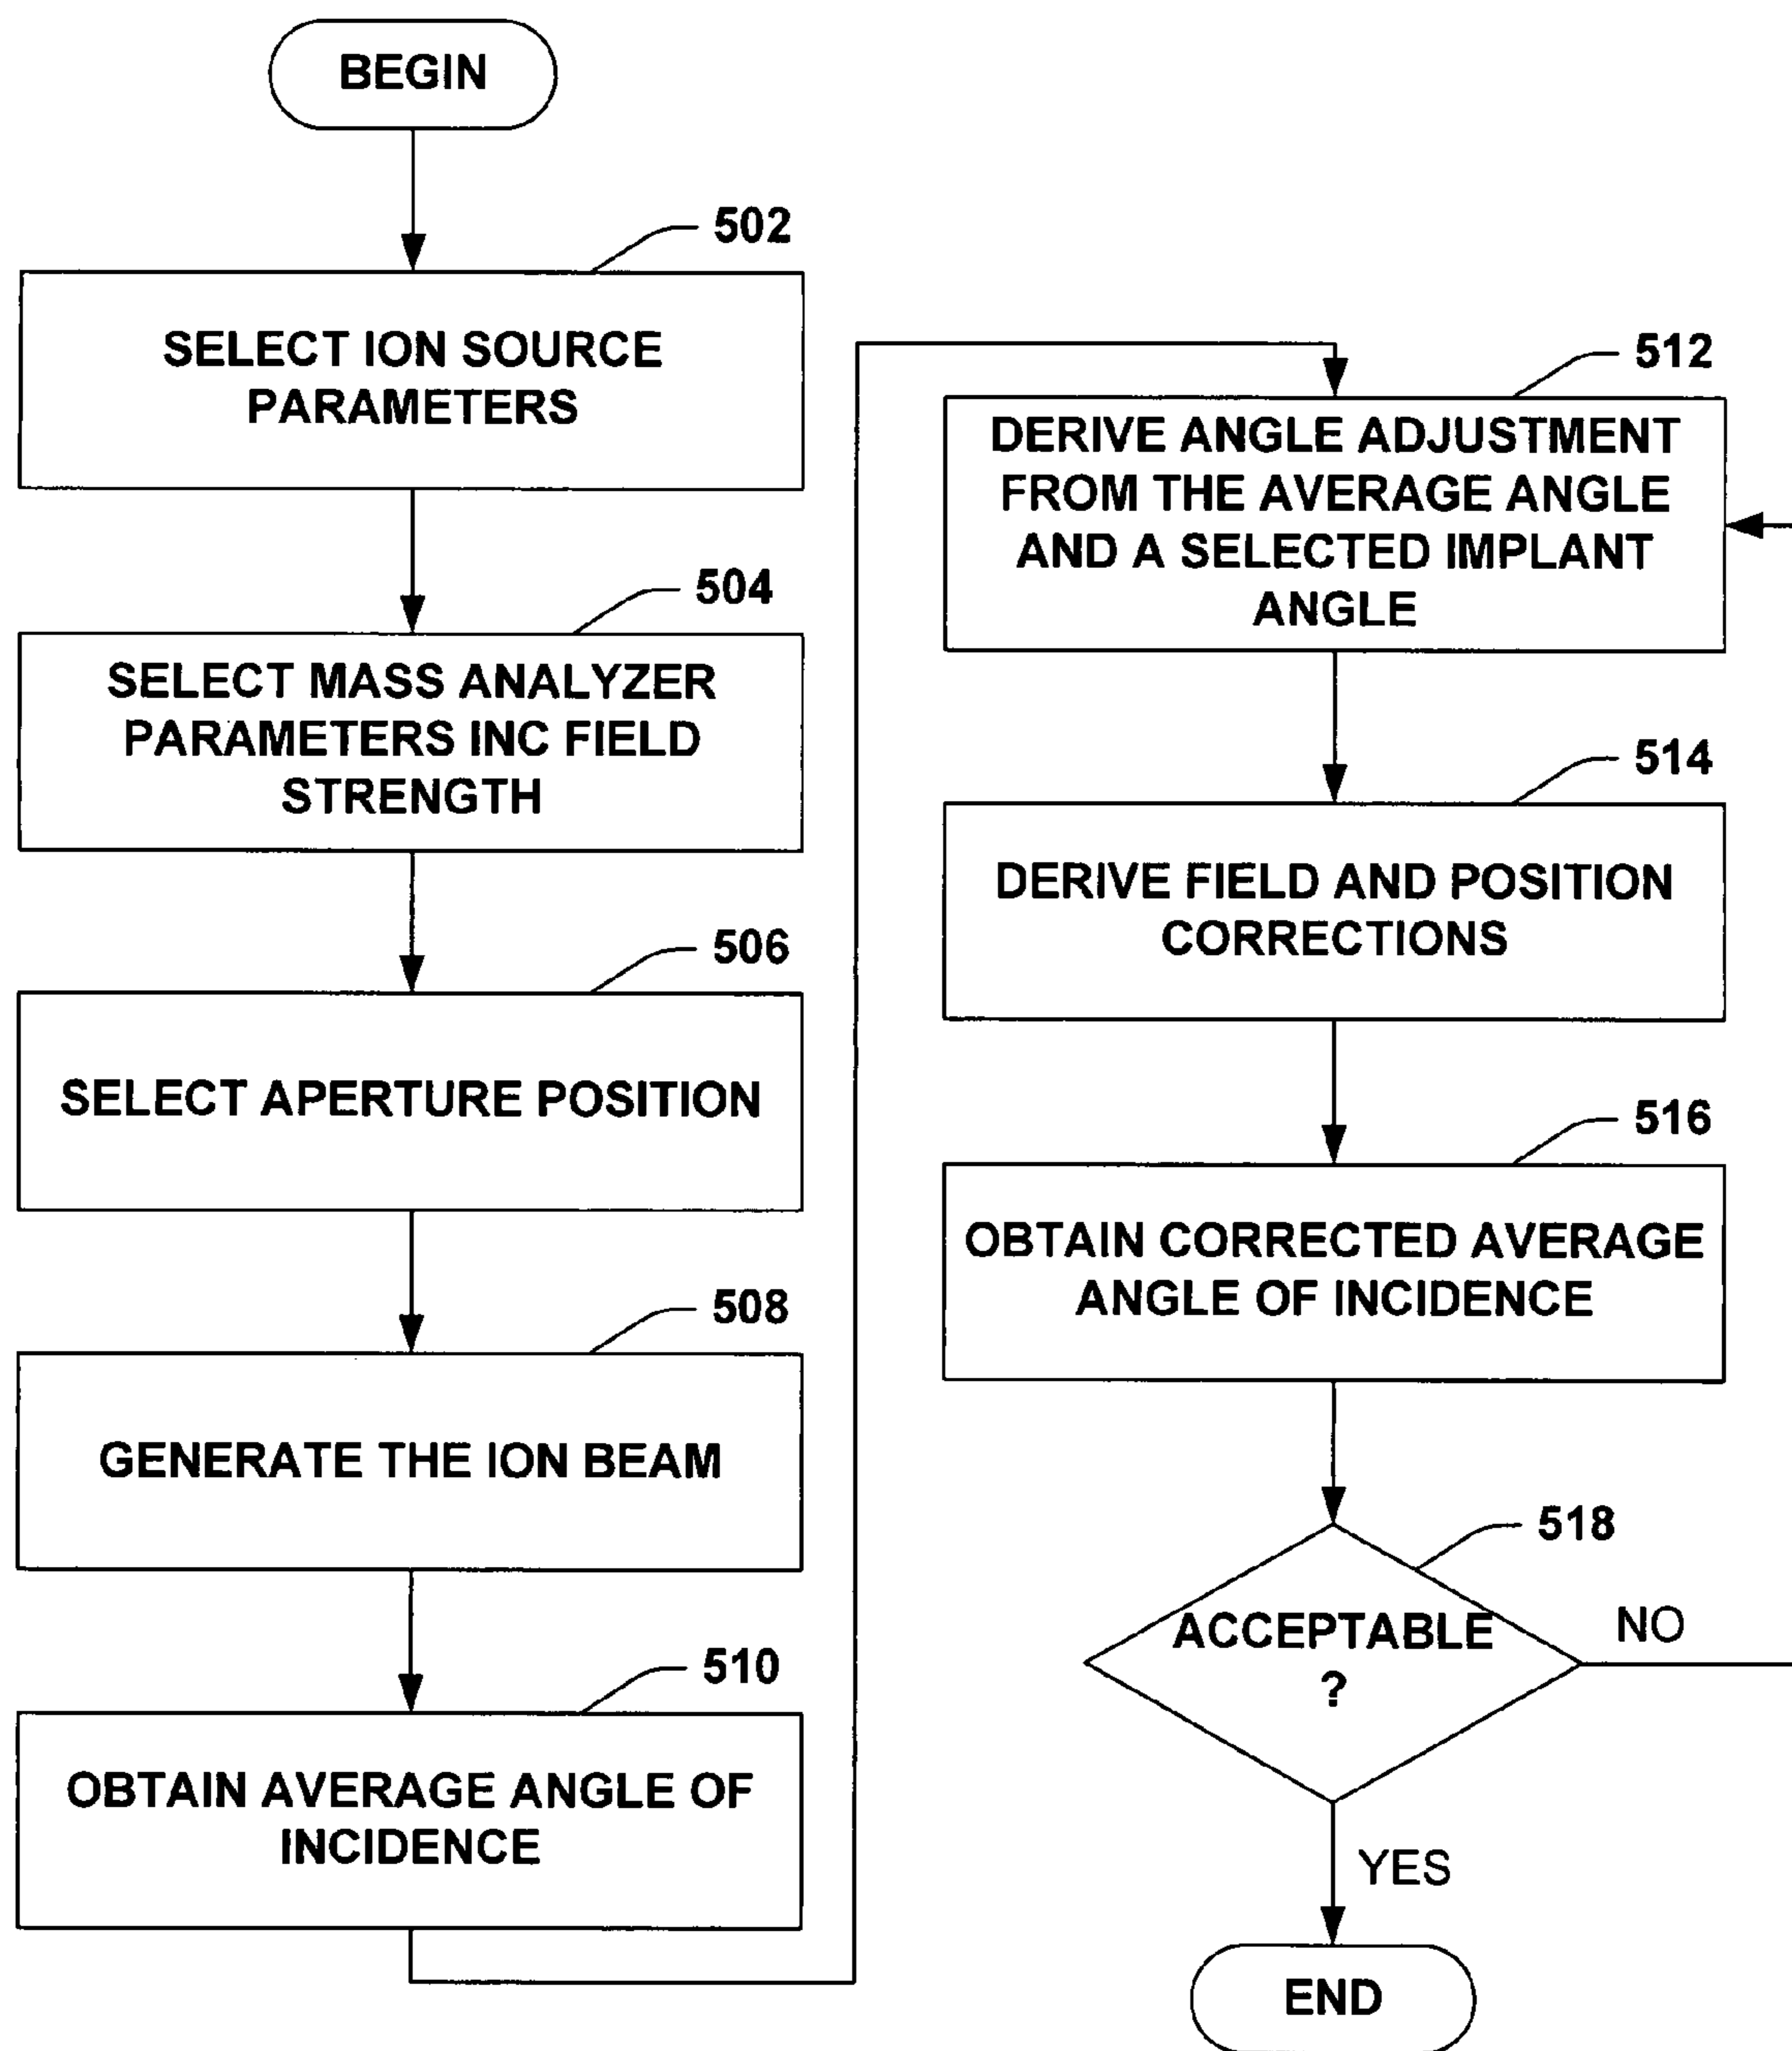 BEGIN
502
SELECT ION SOURCE
PARAMETERS
504
SELECT MASS ANALYZER
PARAMETERS INC FIELD
STRENGTH
506
SELECT APERTURE POSITION
508
GENERATE THE ION BEAM
510
OBTAIN AVERAGE ANGLE OF
INCIDENCE
512
DERIVE ANGLE ADJUSTMENT
FROM THE AVERAGE ANGLE
AND A SELECTED IMPLANT
ANGLE
514
DERIVE FIELD AND POSITION
CORRECTIONS
516
OBTAIN CORRECTED AVERAGE
ANGLE OF INCIDENCE
518
ACCEPTABLE
?
NO
YES
END